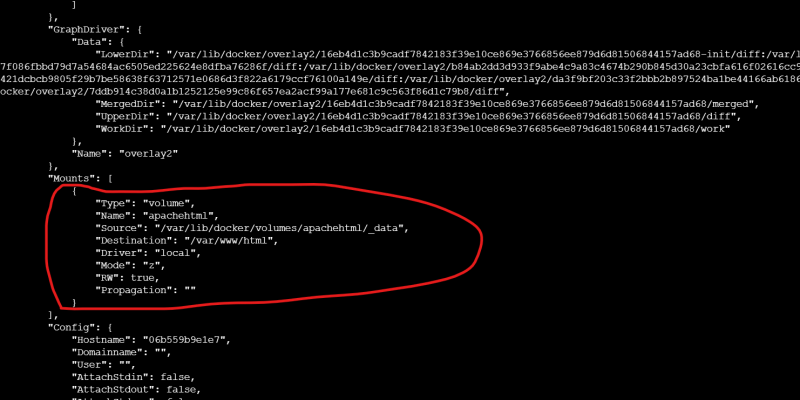 ]
},
"GraphDriver": {
"Data": {
"LowerDir": "/var/lib/docker/overlay2/16eb4d1c3b9cadf7842183f39e10ce869e3766856ee879d6d81506844157ad68-init/diff:/var/l
7f086fbbd79d7a54684ac6505ed225624e8dfba76286f/diff:/var/lib/docker/overlay2/b84ab2dd3d933f9abe4c9a83c4674b290b845d30a23cbfa616f02616cc9
421dcbcb9805f29b7be58638f63712571e0686d3f822a6179ccf76100a149e/diff:/var/lib/docker/overlay2/da3f9bf203c33f2bbb2b897524ba1be44166ab6186
ocker/overlay2/7ddb914c38d0a1b1252125e99c86f657ea2acf99a177e681c9c563f86d1c79b8/diff",
"MergedDir": "/var/lib/docker/overlay2/16eb4d1c3b9cadf7842183f39e10ce869e3766856ee879d6d81506844157ad68/merged",
"UpperDir": "/var/lib/docker/overlay2/16eb4d1c3b9cadf7842183f39e10ce869e3766856ee879d6d81506844157ad68/diff",
"WorkDir": "/var/lib/docker/overlay2/16eb4d1c3b9cadf7842183f39e10ce869e3766856ee879d6d81506844157ad68/work"
},
"Name": "overlay2"
},
"Mounts": [
{
"Type": "volume",
"Name": "apachehtml",
"Source": "/var/lib/docker/volumes/apachehtml/_data",
"Destination": "/var/www/html",
"Driver": "local",
"Mode": "z",
"RW": true,
"Propagation": ""
}
],
"Config": {
"Hostname": "06b559b9e1e7",
"Domainname": "",
"User": "",
"AttachStdin": false,
"AttachStdout": false,